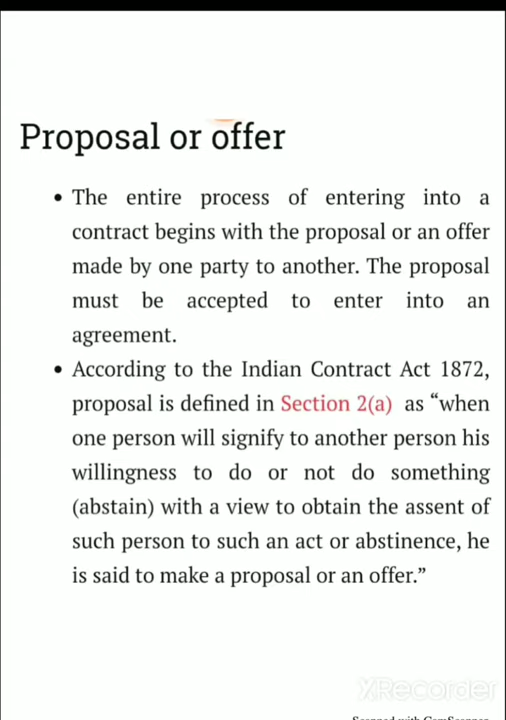 Proposal or offer
• The entire process of entering into a
contract begins with the proposal or an offer
made by one party to another. The proposal
must be accepted to enter into an
agreement.
• According to the Indian Contract Act 1872,
proposal is defined in Section 2(a) as “when
one person will signify to another person his
willingness to do or not do something
(abstain) with a view to obtain the assent of
such person to such an act or abstinence, he
is said to make a proposal or an offer.”
XRecorder
Scanned with CamScanner